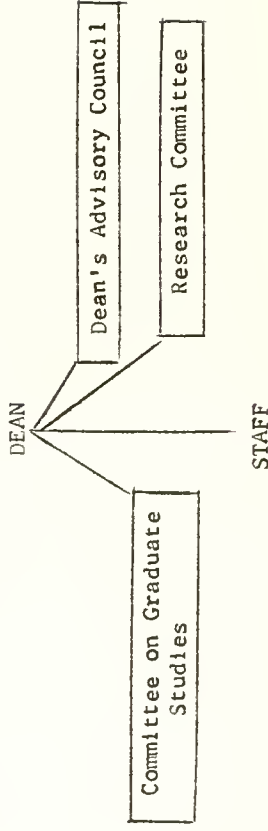 DEAN
Dean's Advisory Council
Committee on Graduate
Studies
Research Committee
STAFF